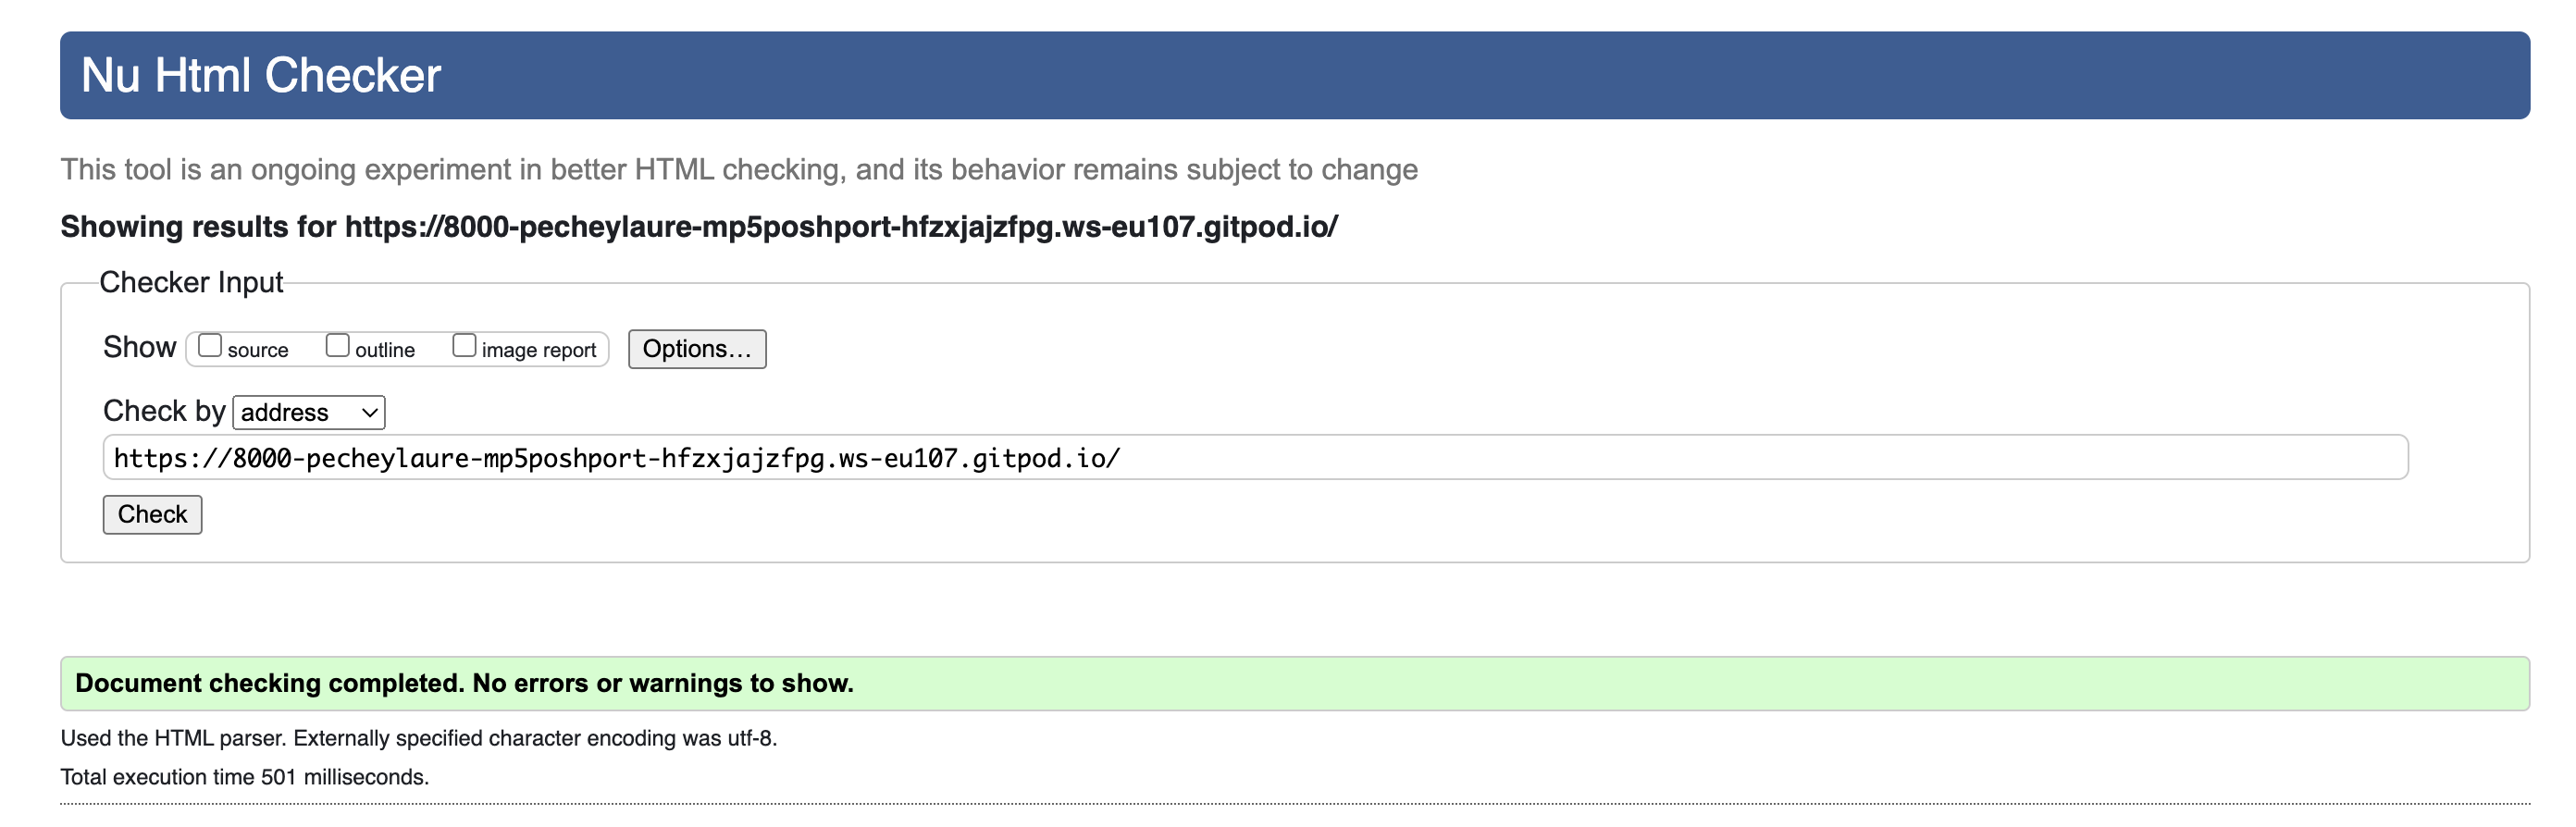 Nu Html Checker
This tool is an ongoing experiment in better HTML checking, and its behavior remains subject to change
Showing results for https://8000-pecheylaure-mp5poshport-hfzxjajzfpg.ws-eu107.gitpod.io/
Checker Input
Show source outline image report Options...
Check by address
https://8000-pecheylaure-mp5poshport-hfzxjajzfpg.ws-eu107.gitpod.io/
Check
Document checking completed. No errors or warnings to show.
Used the HTML parser. Externally specified character encoding was utf-8.
Total execution time 501 milliseconds.